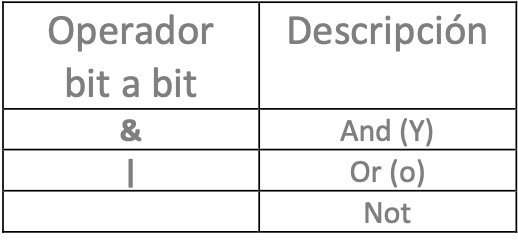 Operador Descripción
bit a bit
& And (Y)
| Or (o)
Not